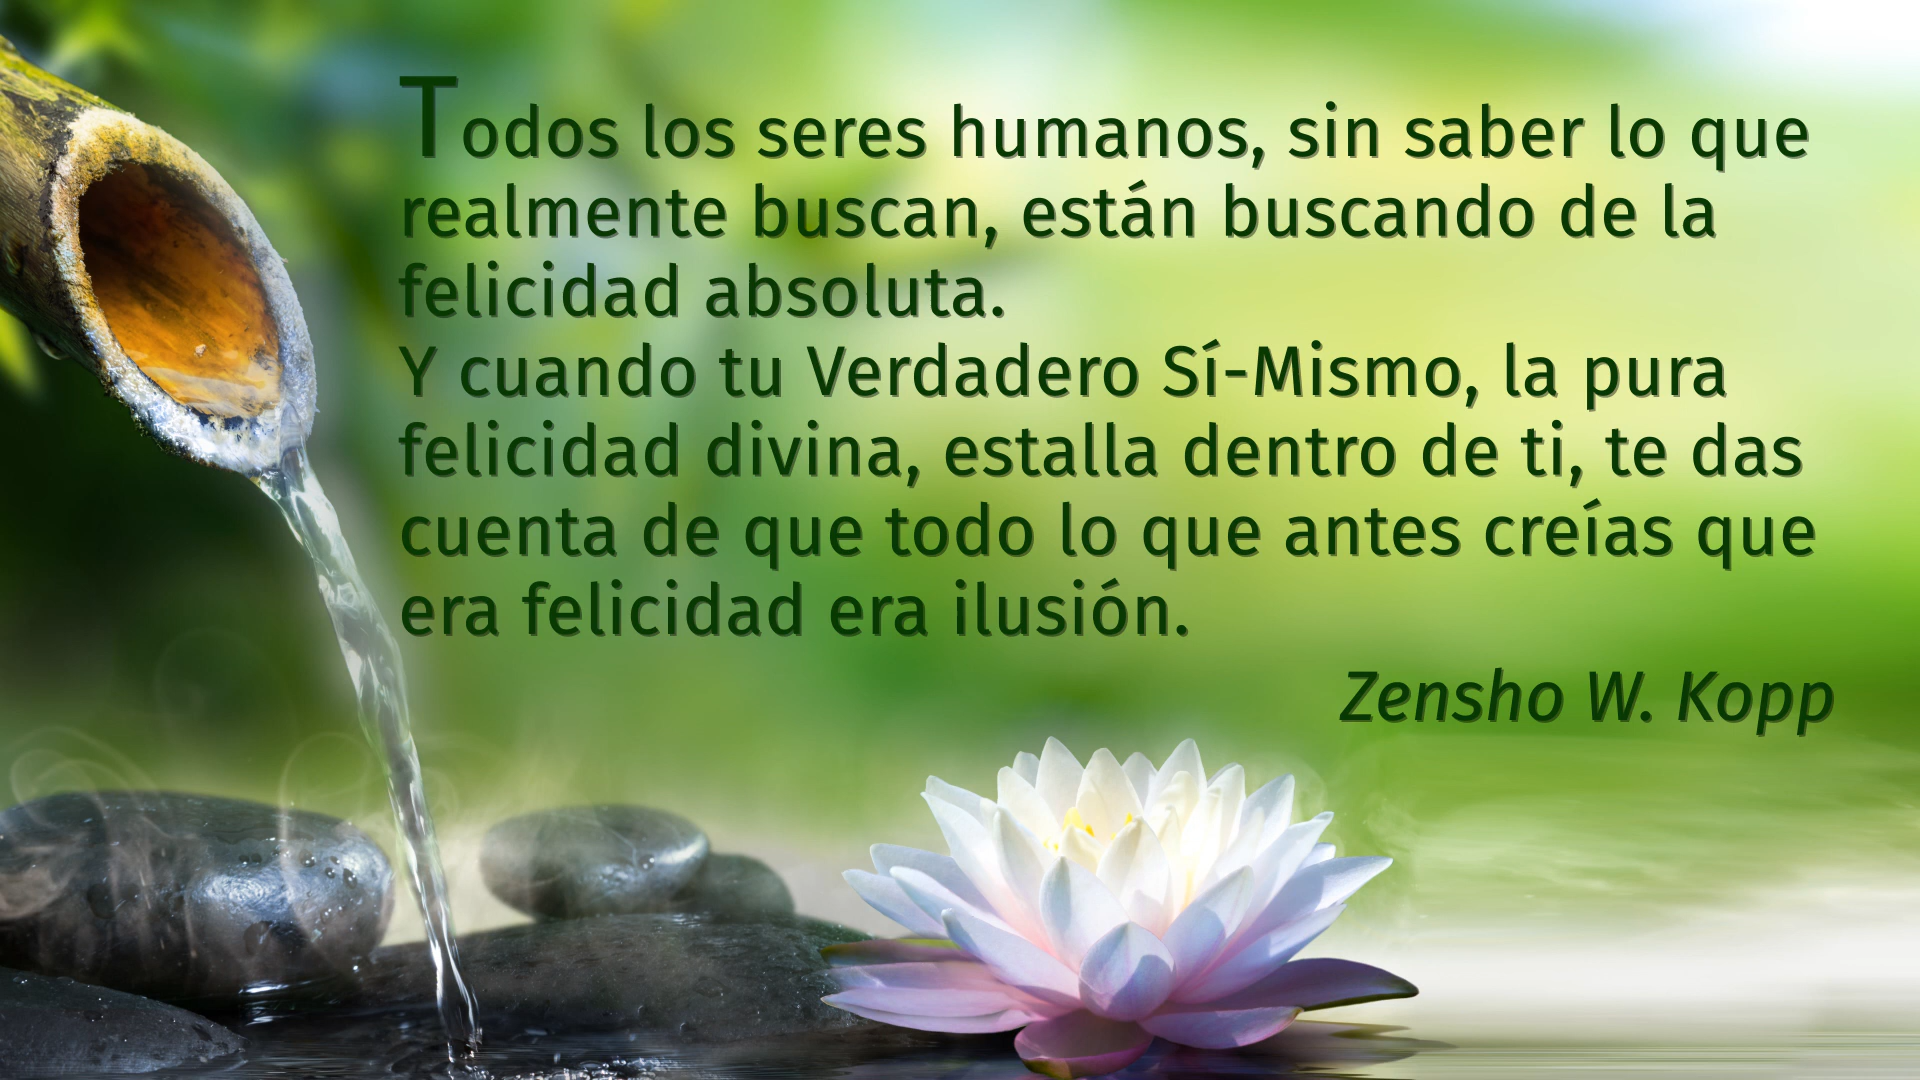 Todos los seres humanos, sin saber lo que
realmente buscan, están buscando de la
felicidad absoluta.
Y cuando tu Verdadero Sí-Mismo, la pura
felicidad divina, estalla dentro de ti, te das
cuenta de que todo lo que antes creías que
era felicidad era ilusión.
Zensho W. Kopp